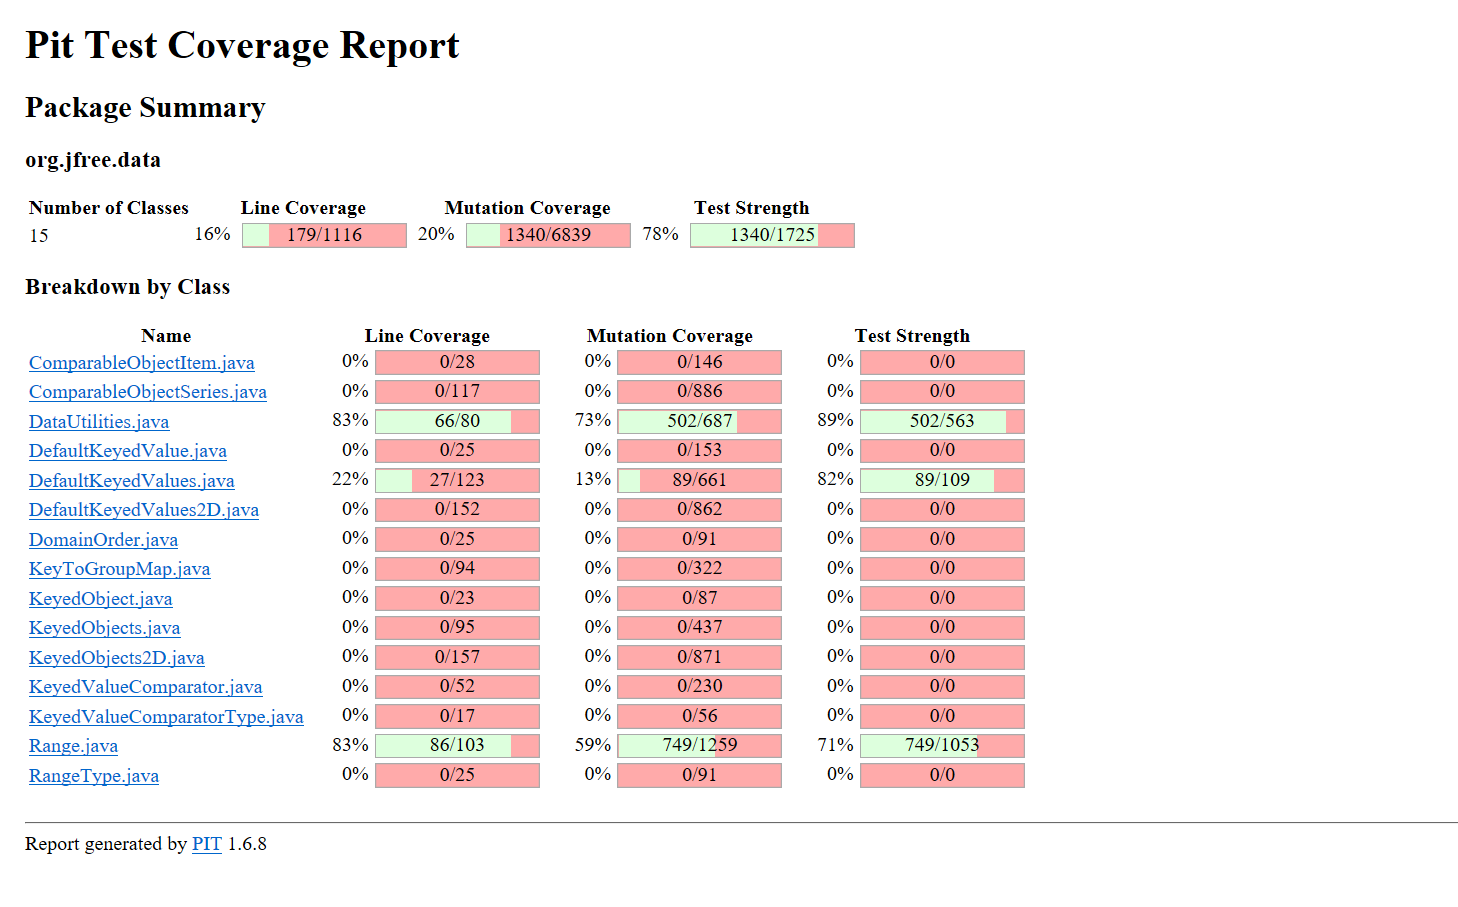 Pit Test Coverage Report
Package Summary
org.jfree.data
Number of Classes Line Coverage Mutation Coverage Test Strength
15 16% 179/1116 20% 1340/6839 78% 1340/1725
Breakdown by Class
Name Line Coverage Mutation Coverage Test Strength
ComparableObjectItem.java 0% 0/28 0% 0/146 0% 0/0
ComparableObjectSeries.java 0% 0/117 0% 0/886 0% 0/0
DataUtilities.java 83% 66/80 73% 502/687 89% 502/563
DefaultKeyedValue.java 0% 0/25 0% 0/153 0% 0/0
DefaultKeyedValues.java 22% 27/123 13% 89/661 82% 89/109
DefaultKeyedValues2D.java 0% 0/152 0% 0/862 0% 0/0
DomainOrder.java 0% 0/25 0% 0/91 0% 0/0
KeyToGroupMap.java 0% 0/94 0% 0/322 0% 0/0
KeyedObject.java 0% 0/23 0% 0/87 0% 0/0
KeyedObjects.java 0% 0/95 0% 0/437 0% 0/0
KeyedObjects2D.java 0% 0/157 0% 0/871 0% 0/0
KeyedValueComparator.java 0% 0/52 0% 0/230 0% 0/0
KeyedValueComparatorType.java 0% 0/17 0% 0/56 0% 0/0
Range.java 83% 86/103 59% 749/1259 71% 749/1053
RangeType.java 0% 0/25 0% 0/91 0% 0/0
Report generated by PIT 1.6.8